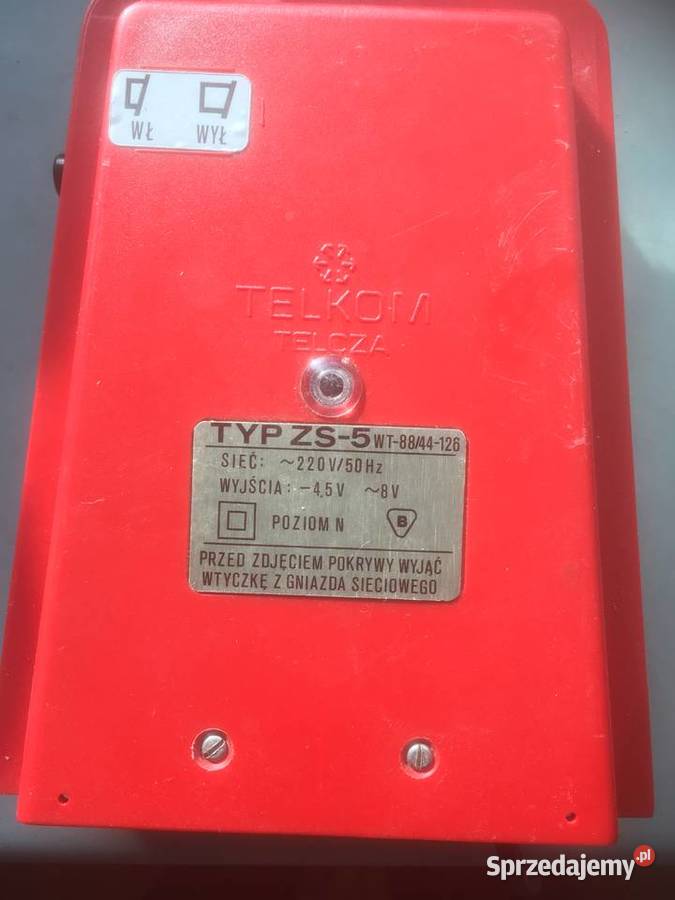 WŁ WYŁ
TELKOM
TELCZA
TYP ZS-5 WT-88/44-126
SIEĆ: ~220V/50Hz
WYJŚCIA: -4,5V ~8V
POZIOM N B
PRZED ZDJĘCIEM POKRYWY WYJĄĆ
WTYCZKĘ Z GNIAZDA SIECIOWEGO
Sprzedajemy.pl